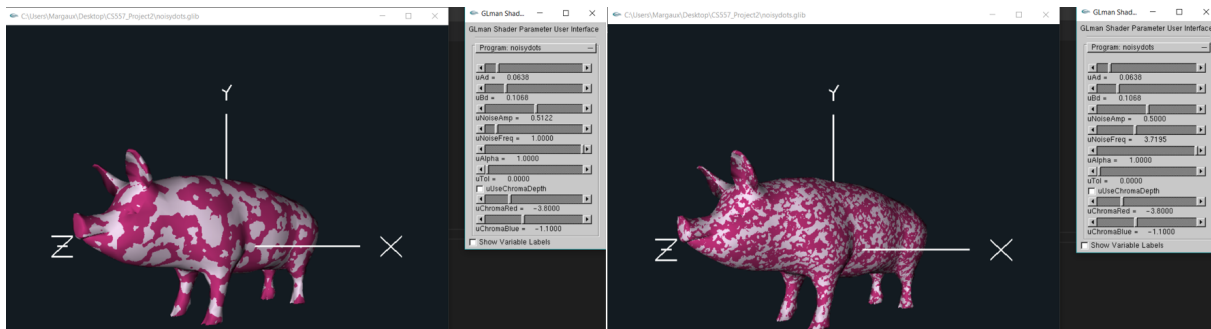 C:\Users\Margaux\Desktop\CS557_Project2\noisydots.glib
GLman Shad...
GLman Shader Parameter User Interface
Program: noisydots
uAd = 0.0638
uBd = 0.1068
uNoiseAmp = 0.5122
uNoiseFreq = 1.0000
uAlpha = 1.0000
uTol = 0.0000
uUseChromaDepth
uChromaRed = -3.6000
uChromaBlue = -1.1000
Show Variable Labels
Y
Z
X
C:\Users\Margaux\Desktop\CS557_Project2\noisydots.glib
GLman Shad...
GLman Shader Parameter User Interface
Program: noisydots
uAd = 0.0638
uBd = 0.1068
uNoiseAmp = 0.5000
uNoiseFreq = 3.7195
uAlpha = 1.0000
uTol = 0.0000
uUseChromaDepth
uChromaRed = -3.6000
uChromaBlue = -1.1000
Show Variable Labels
Y
Z
X